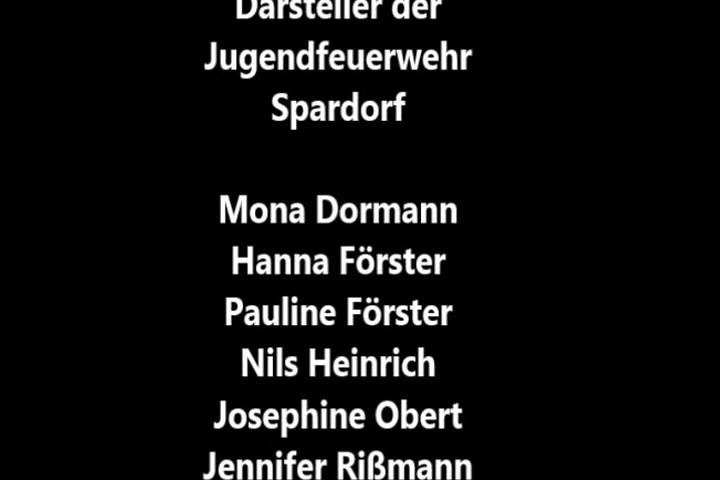 Darsteller der
Jugendfeuerwehr
Spardorf
Mona Dormann
Hanna Förster
Pauline Förster
Nils Heinrich
Josephine Obert
Jennifer Rißmann